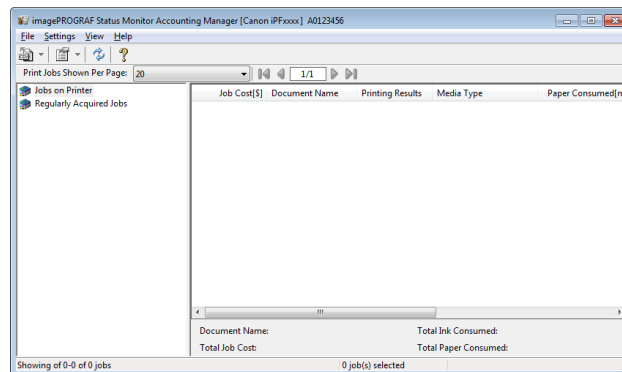 imagePROGRAF Status Monitor Accounting Manager [Canon iPFxxxx] A0123456
File Settings View Help
Print Jobs Shown Per Page: 20 1/1
Jobs on Printer
Regularly Acquired Jobs
Job Cost[$] Document Name Printing Results Media Type Paper Consumed[
Document Name: Total Ink Consumed:
Total Job Cost: Total Paper Consumed:
Showing of 0-0 of 0 jobs 0 job(s) selected